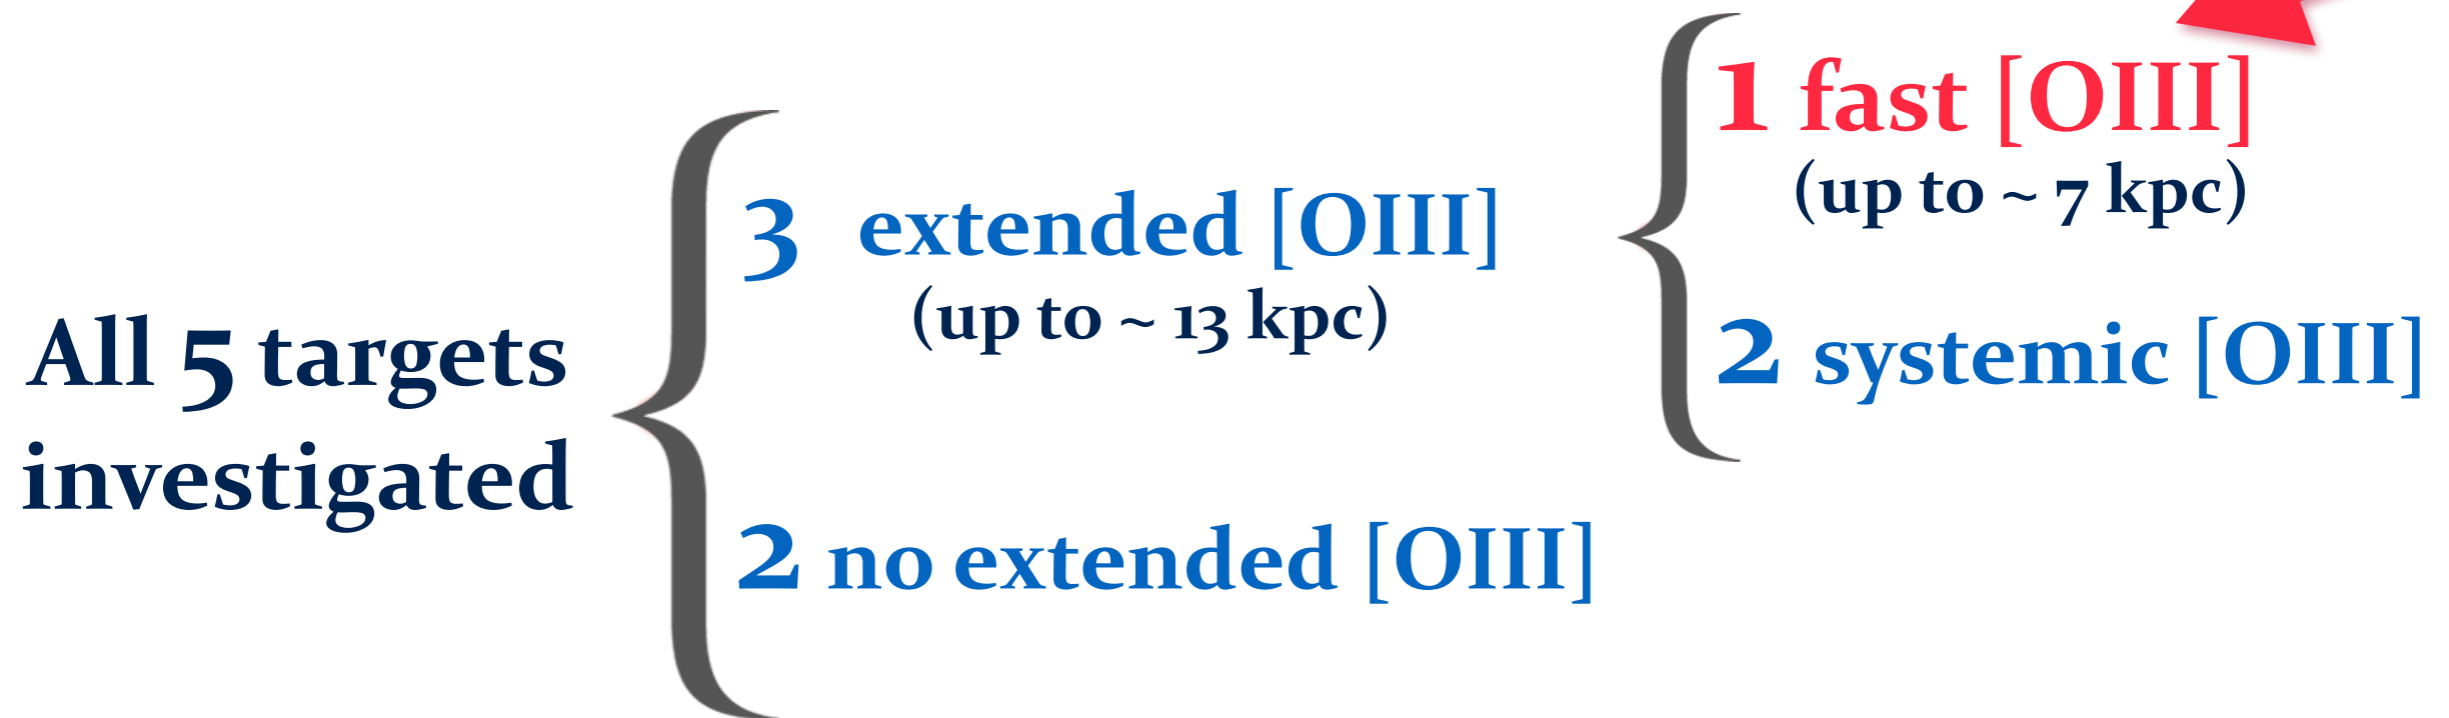 All 5 targets
investigated
3 extended [OIII]
(up to ~ 13 kpc)
2 no extended [OIII]
1 fast [OIII]
(up to ~ 7 kpc)
2 systemic [OIII]